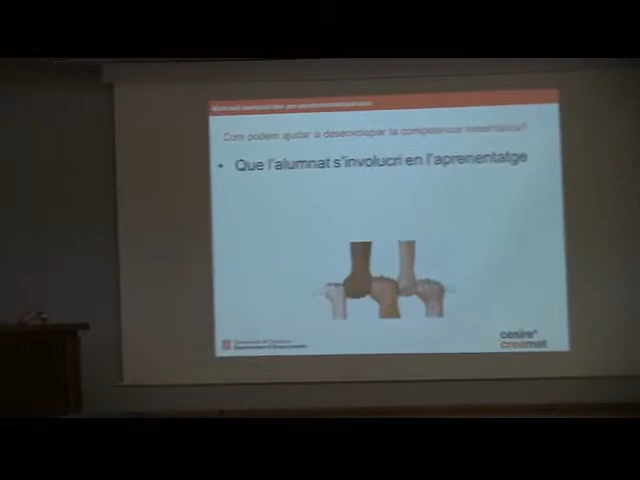 Com podem ajudar a desenvolupar la competència matemàtica?
• Que l'alumnat s'involucri en l'aprenentatge
cesire
creamat